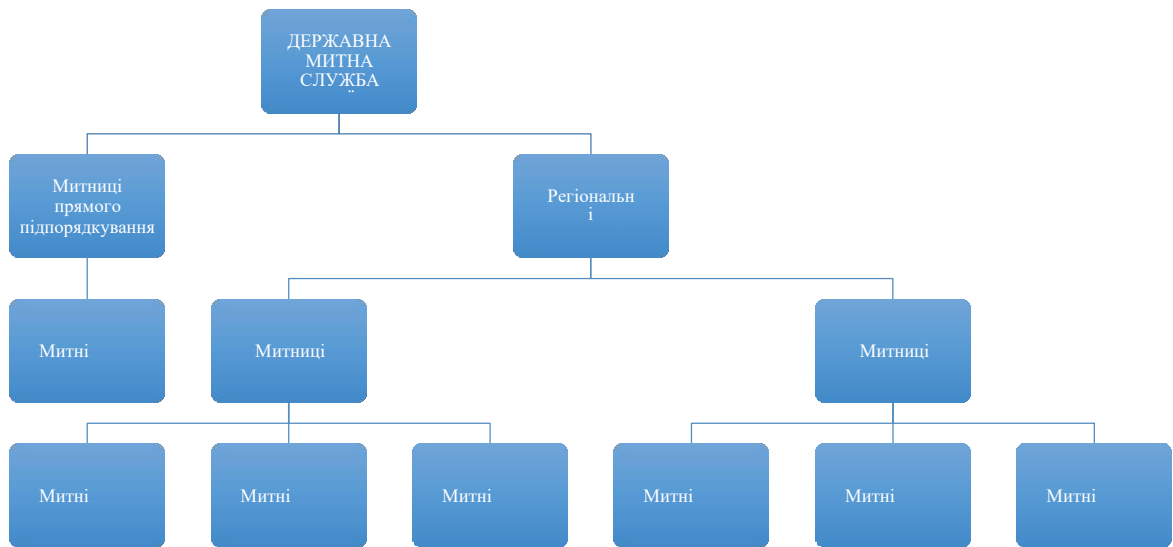 ДЕРЖАВНА
МИТНА
СЛУЖБА
Митниці
прямого
підпорядкування
Регіональн
і
Митні
Митниці
Митниці
Митні
Митні
Митні
Митні
Митні
Митні